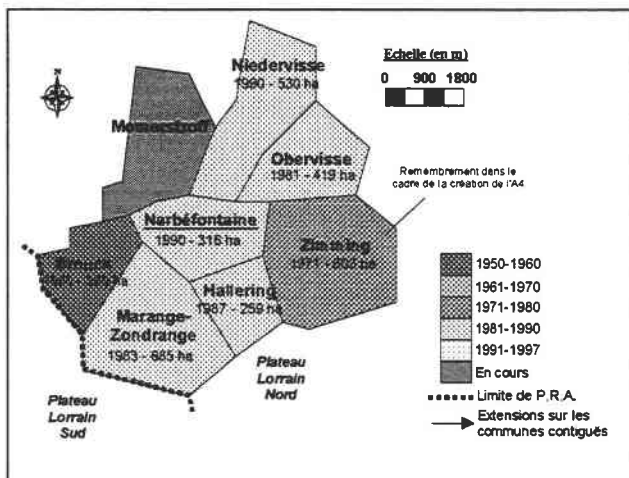 Echelle (en m)
0 900 1800
N
Niedervisse
1990 - 530 ha
Momerstroff
Obervisse
1981 - 419 ha
Remembrement dans le
cadre de la création de l'A4
Narbéfontaine
1990 - 316 ha
Zimming
Hallering
1987 - 259 ha
Marange-
Zondrange
1983 - 685 ha
Plateau
Lorrain
Nord
Plateau
Lorrain
Sud
1950-1960
1961-1970
1971-1980
1981-1990
1991-1997
En cours
Limite de P.R.A.
Extensions sur les
communes contiguës